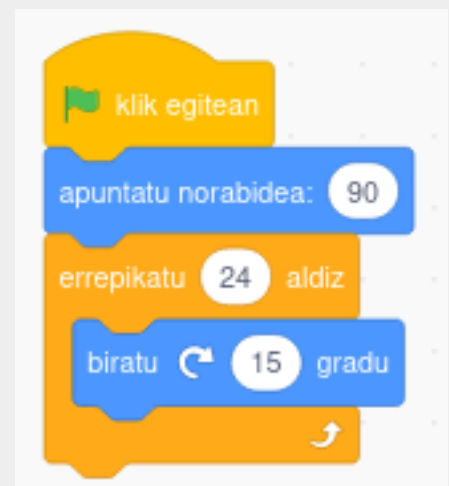 klik egitean
apuntatu norabidea: 90
errepikatu 24 aldiz
biratu 15 gradu